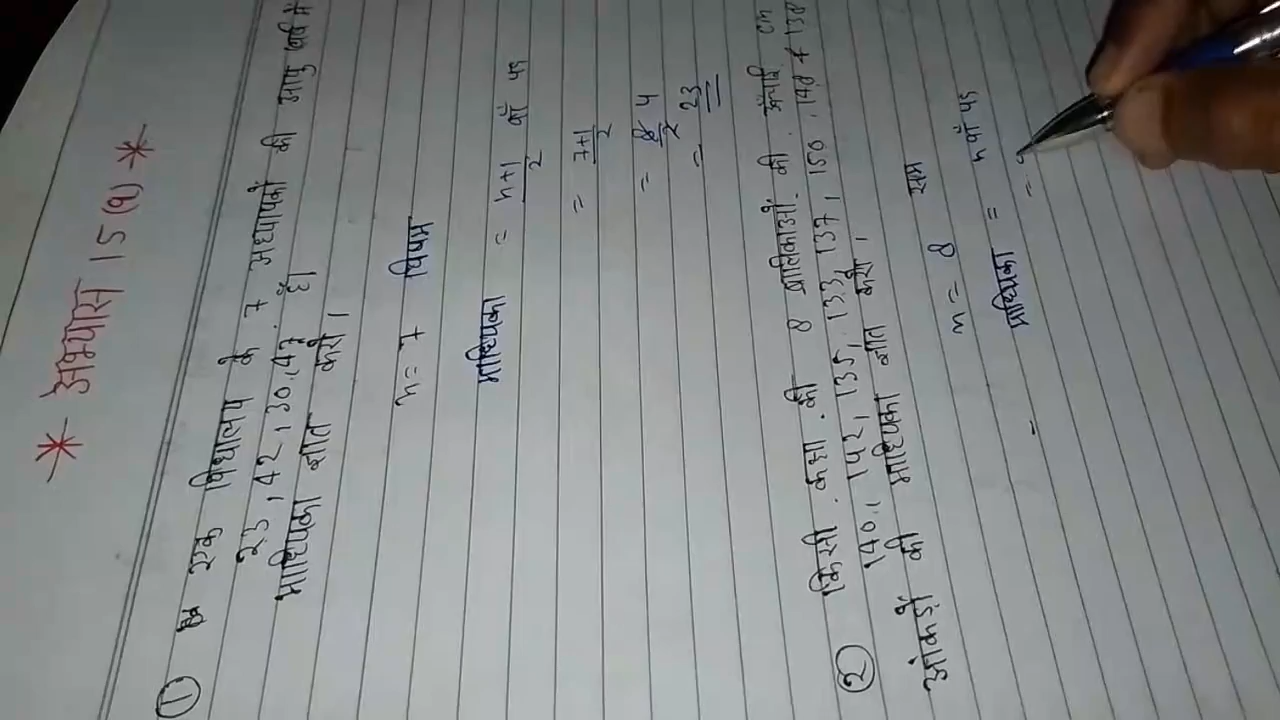 * अभ्यास 15 (a) *
① एक विधालय के 7 अध्यापकों की आयु वर्ष में
23, 42, 30, 47, हैं।
माध्यिका ज्ञात करो।
n = 7 विषम
माध्यिका = n+1/2 वाँ पद
= 7+1/2
= 8/2 4
= 23
② किसी. कक्षा. की 8 बालिकाओं. की. ऊँचाई cm
140, 142, 135, 133, 137, 150, 148 व 138
आंकड़ों की माध्यिका ज्ञात करो,
n = 8 सम
माध्यिका = n वाँ पद
=